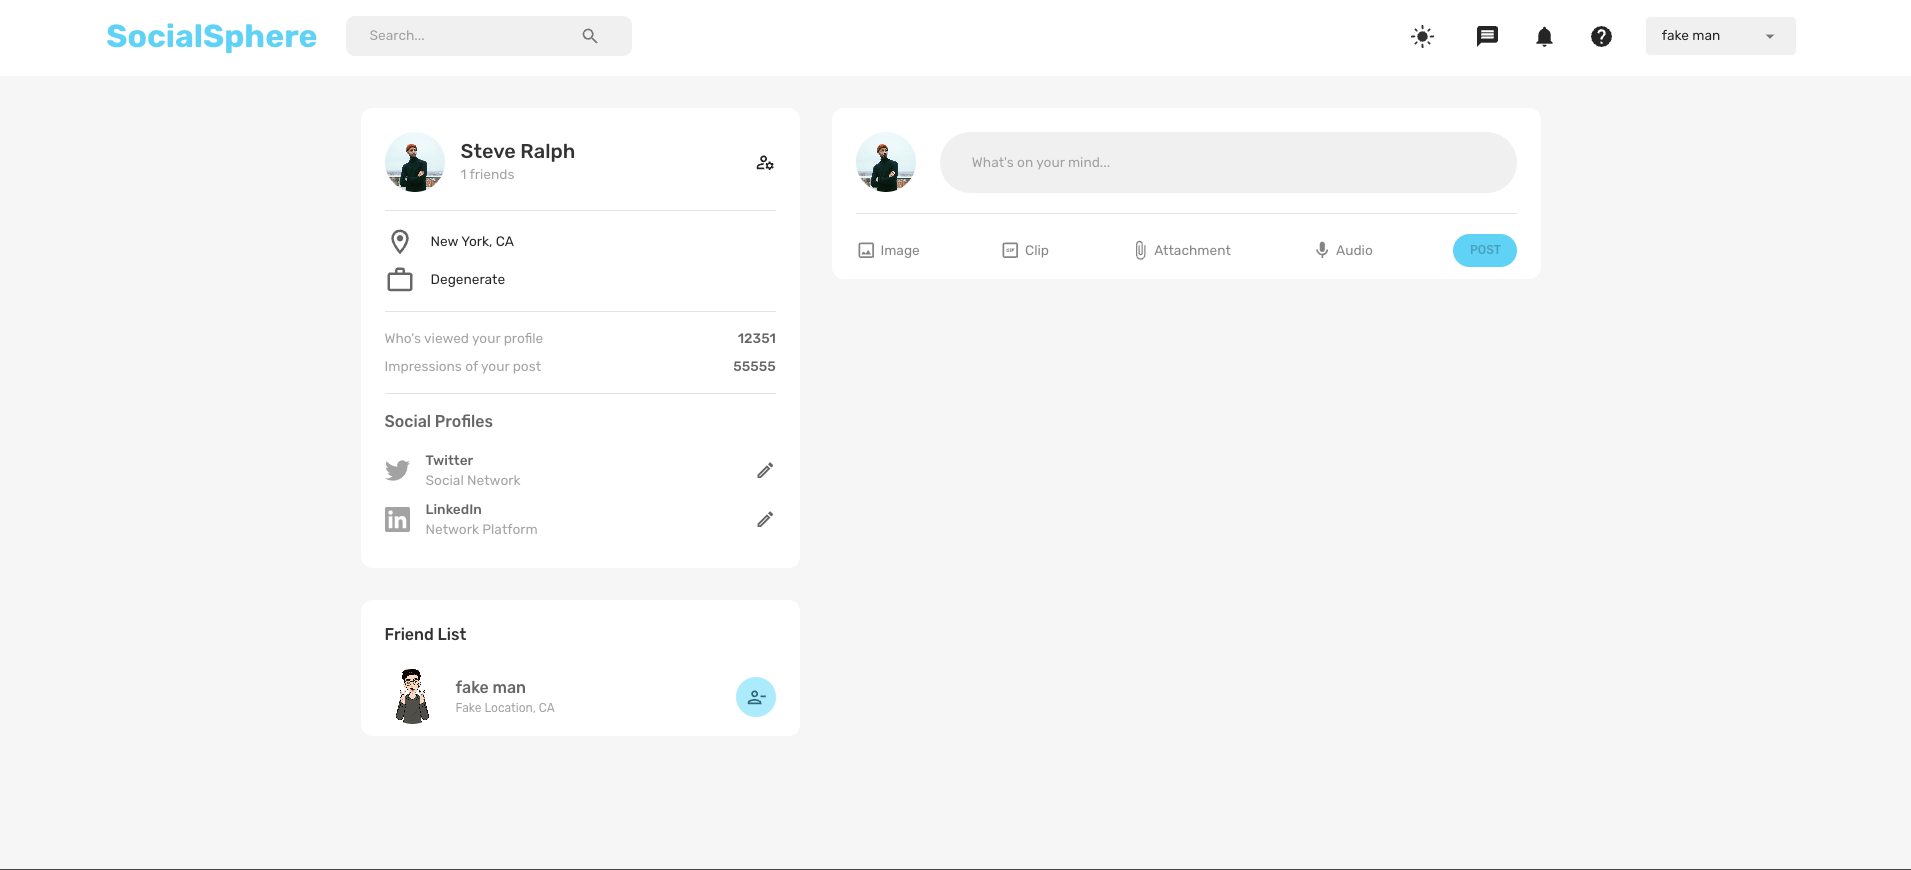 SocialSphere
Search...
fake man
Steve Ralph
1 friends
New York, CA
Degenerate
Who's viewed your profile 12351
Impressions of your post 55555
Social Profiles
Twitter
Social Network
LinkedIn
Network Platform
Friend List
fake man
Fake Location, CA
What's on your mind...
Image Clip Attachment Audio POST